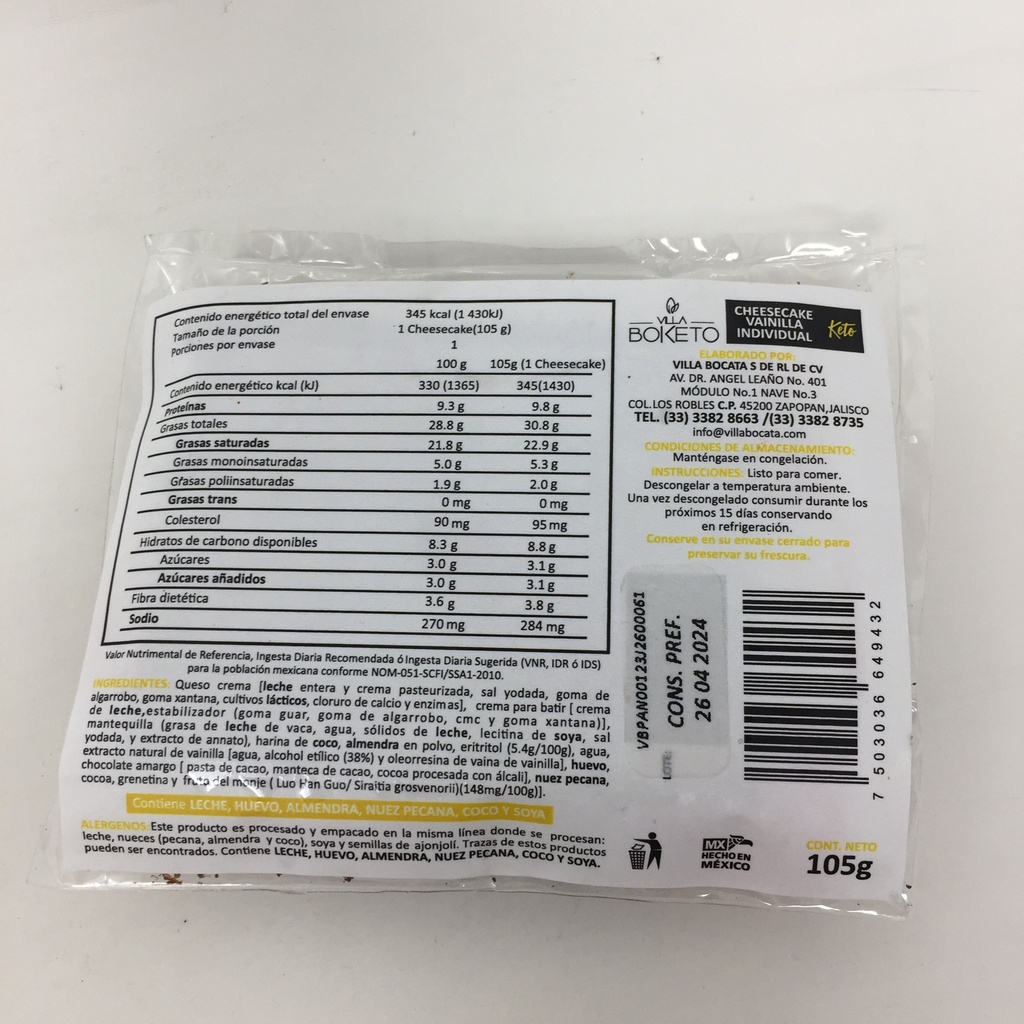 Contenido energético total del envase 345 kcal (1 430kJ)
Tamaño de la porción 1 Cheesecake(105 g)
Porciones por envase 1
100 g 105g (1 Cheesecake)
Contenido energético kcal (kJ) 330 (1365) 345(1430)
Proteínas 9.3 g 9.8 g
Grasas totales 28.8 g 30.8 g
Grasas saturadas 21.8 g 22.9 g
Grasas monoinsaturadas 5.0 g 5.3 g
Gfasas poliinsaturadas 1.9 g 2.0 g
Grasas trans 0 mg 0 mg
Colesterol 90 mg 95 mg
Hidratos de carbono disponibles 8.3 g 8.8 g
Azúcares 3.0 g 3.1 g
Azúcares añadidos 3.0 g 3.1 g
Fibra dietética 3.6 g 3.8 g
Sodio 270 mg 284 mg
Valor Nutrimental de Referencia, Ingesta Diaria Recomendada ó Ingesta Diaria Sugerida (VNR, IDR ó IDS)
para la población mexicana conforme NOM-051-SCFI/SSA1-2010.
INGREDIENTES: Queso crema [leche entera y crema pasteurizada, sal yodada, goma de
algarrobo, goma xantana, cultivos lácticos, cloruro de calcio y enzimas], crema para batir [ crema
de leche,estabilizador (goma guar, goma de algarrobo, cmc y goma xantana)],
mantequilla (grasa de leche de vaca, agua, sólidos de leche, lecitina de soya, sal
yodada, y extracto de annato), harina de coco, almendra en polvo, eritritol (5.4g/100g), agua,
extracto natural de vainilla [agua, alcohol etílico (38%) y oleorresina de vaina de vainilla], huevo,
chocolate amargo [ pasta de cacao, manteca de cacao, cocoa procesada con álcali], nuez pecana,
cocoa, grenetina y fruto del monje ( Luo Han Guo/ Siraitia grosvenorii)(148mg/100g)].
Contiene LECHE, HUEVO, ALMENDRA, NUEZ PECANA, COCO Y SOYA
ALERGENOS:Este producto es procesado y empacado en la misma línea donde se procesan:
leche, nueces (pecana, almendra y coco), soya y semillas de ajonjolí. Trazas de estos productos
pueden ser encontrados. Contiene LECHE, HUEVO, ALMENDRA, NUEZ PECANA, COCO Y SOYA.
VILLA
BOKETO
CHEESECAKE
VAINILLA
INDIVIDUAL
Keto
ELABORADO POR:
VILLA BOCATA S DE RL DE CV
AV. DR. ANGEL LEAÑO No. 401
MÓDULO No.1 NAVE No.3
COL.LOS ROBLES C.P. 45200 ZAPOPAN,JALISCO
TEL. (33) 3382 8663 /(33) 3382 8735
info@villabocata.com
CONDICIONES DE ALMACENAMIENTO:
Manténgase en congelación.
INSTRUCCIONES: Listo para comer.
Descongelar a temperatura ambiente.
Una vez descongelado consumir durante los
próximos 15 días conservando
en refrigeración.
Conserve en su envase cerrado para
preservar su frescura.
VBPAN00123J2600061
CONS. PREF.
26 04 2024
LOTE:
7 503036 649432
MX
HECHO EN
MÉXICO
CONT. NETO
105g